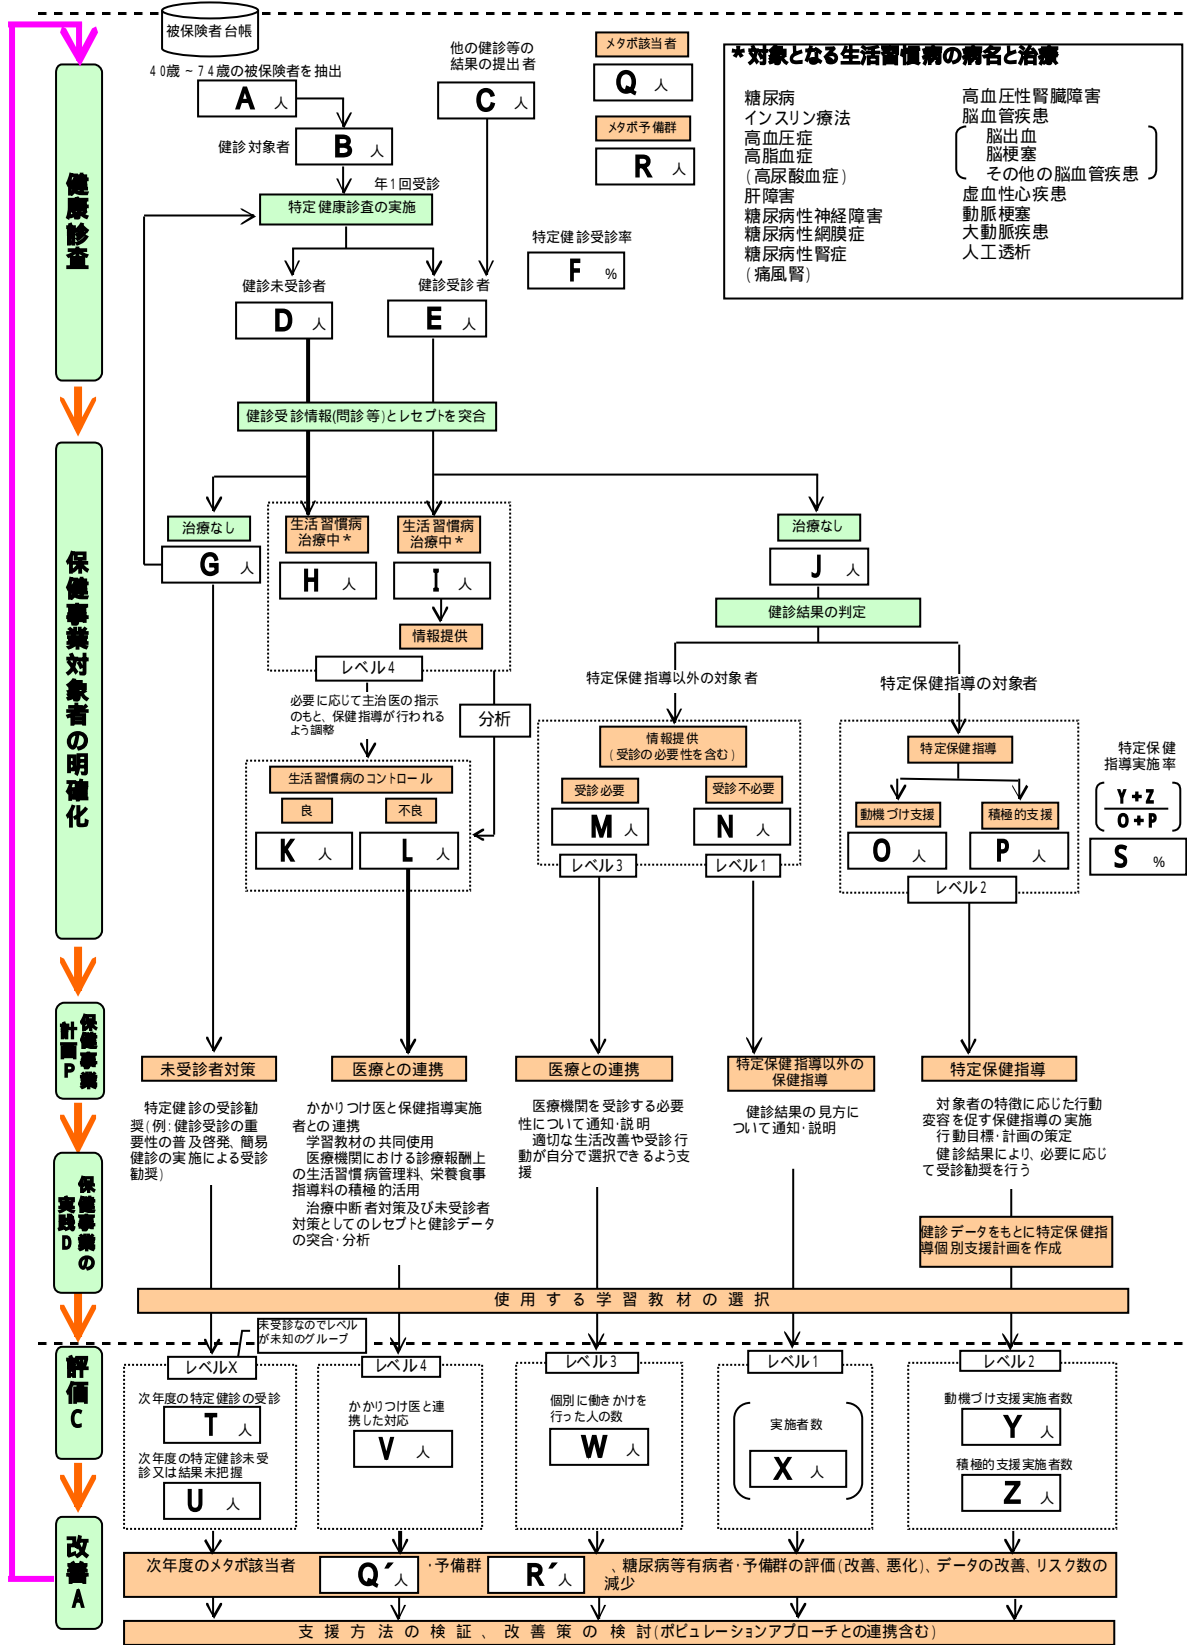 被保険者台帳
40歳~74歳の被保険者を抽出
A 人
健診対象者
B 人
他の健診等の
結果の提出者
C 人
メタボ該当者
Q 人
メタボ予備群
R 人
*対象となる生活習慣病の病名と治療
糖尿病
インスリン療法
高血圧症
高脂血症
(高尿酸血症)
肝障害
糖尿病性神経障害
糖尿病性網膜症
糖尿病性腎症
(痛風腎)
高血圧性腎臓障害
脳血管疾患
脳出血
脳梗塞
その他の脳血管疾患
虚血性心疾患
動脈梗塞
大動脈疾患
人工透析
健康診査
年1回受診
特定健康診査の実施
特定健診受診率
F %
健診未受診者
D 人
健診受診者
E 人
健診受診情報(問診等)とレセプトを突合
保健事業対象者の明確化
治療なし
G 人
生活習慣病
治療中*
H 人
生活習慣病
治療中*
I 人
情報提供
レベル4
治療なし
J 人
健診結果の判定
必要に応じて主治医の指示
のもと、保健指導が行われる
よう調整
分析
生活習慣病のコントロール
良
不良
K 人
L 人
特定保健指導以外の対象者
情報提供
(受診の必要性を含む)
受診必要
受診不必要
M 人
N 人
レベル3
レベル1
特定保健指導の対象者
特定保健指導
動機づけ支援
積極的支援
O 人
P 人
レベル2
特定保健
指導実施率
Y+Z
O+P
S %
保健事業
計画P
未受診者対策
医療との連携
医療との連携
特定保健指導以外の
保健指導
特定保健指導
特定健診の受診勧
奨(例:健診受診の重
要性の普及啓発、簡易
健診の実施による受診
勧奨)
かかりつけ医と保健指導実施
者との連携
学習教材の共同使用
医療機関における診療報酬上
の生活習慣病管理料、栄養食事
指導料の積極的活用
治療中断者対策及び未受診者
対策としてのレセプトと健診データ
の突合・分析
医療機関を受診する必要
性について通知・説明
適切な生活改善や受診行
動が自分で選択できるよう支
援
健診結果の見方に
ついて通知・説明
対象者の特徴に応じた行動
変容を促す保健指導の実施
行動目標・計画の策定
健診結果により、必要に応じ
て受診勧奨を行う
保健事業の
実践D
健診データをもとに特定保健指
導個別支援計画を作成
使用する学習教材の選択
未受診なのでレベル
が未知のグループ
評価C
レベルX
次年度の特定健診の受診
T 人
次年度の特定健診未受
診又は結果未把握
U 人
レベル4
かかりつけ医と連
携した対応
V 人
レベル3
個別に働きかけを
行った人の数
W 人
レベル1
実施者数
X 人
レベル2
動機づけ支援実施者数
Y 人
積極的支援実施者数
Z 人
改善A
次年度のメタボ該当者 Q´人 ・予備群 R´人 、糖尿病等有病者・予備群の評価(改善、悪化)、データの改善、リスク数の
減少
支援方法の検証、改善策の検討(ポピュレーションアプローチとの連携含む)